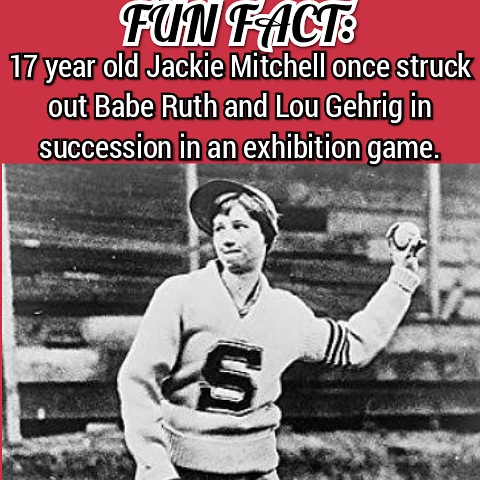 FUN FACT:
17 year old Jackie Mitchell once struck
out Babe Ruth and Lou Gehrig in
succession in an exhibition game.
S